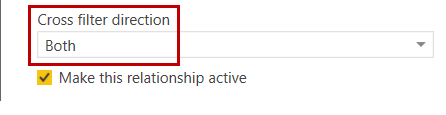 Cross filter direction
Both
Make this relationship active